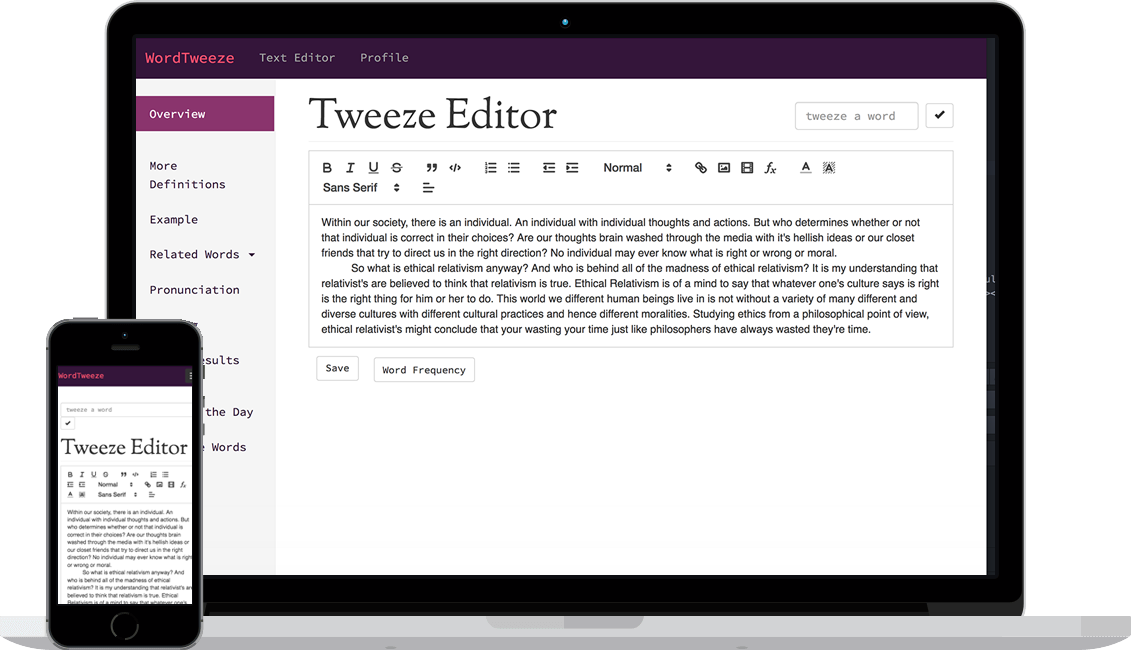 WordTweeze Text Editor Profile
Overview
More
Definitions
Example
Related Words
Pronunciation
esults
the Day
Words
Tweeze Editor
tweeze a word
Normal
Sans Serif
Within our society, there is an individual. An individual with individual thoughts and actions. But who determines whether or not
that individual is correct in their choices? Are our thoughts brain washed through the media with it's hellish ideas or our closet
friends that try to direct us in the right direction? No individual may ever know what is right or wrong or moral.
So what is ethical relativism anyway? And who is behind all of the madness of ethical relativism? It is my understanding that
relativist's are believed to think that relativism is true. Ethical Relativism is of a mind to say that whatever one's culture says is right
is the right thing for him or her to do. This world we different human beings live in is not without a variety of many different and
diverse cultures with different cultural practices and hence different moralities. Studying ethics from a philosophical point of view,
ethical relativist's might conclude that your wasting your time just like philosophers have always wasted they're time.
Save Word Frequency
WordTweeze
tweeze a word
Tweeze Editor
Normal
Sans Serif
Within our society, there is an individual. An
individual with individual thoughts and actions. But
who determines whether or not that individual is
correct in their choices? Are our thoughts brain
washed through the media with it's hellish ideas or
our closet friends that try to direct us in the right
direction? No individual may ever know what is right
or wrong or moral.
So what is ethical relativism anyway? And
who is behind all of the madness of ethical
relativism? It is my understanding that relativist's are
believed to think that relativism is true. Ethical
Relativism is of a mind to say that whatever one's